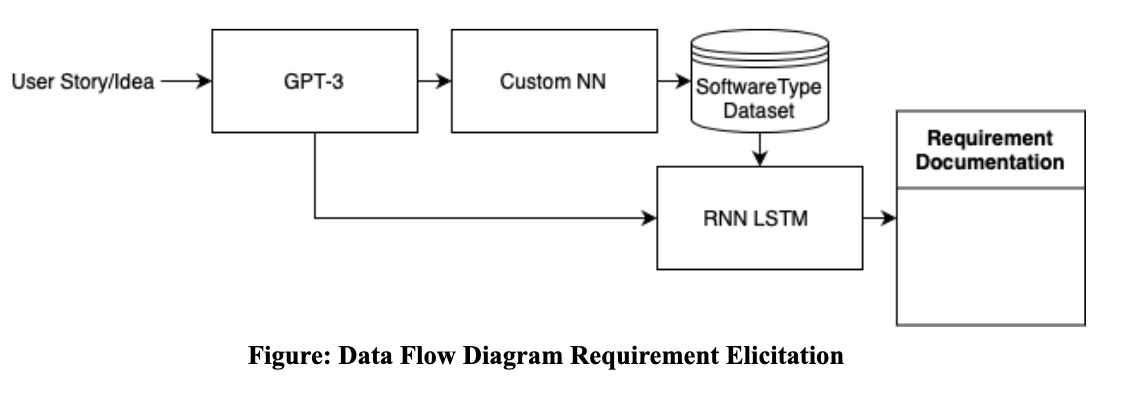 User Story/Idea
GPT-3
Custom NN
SoftwareType
Dataset
Requirement
Documentation
RNN LSTM
Figure: Data Flow Diagram Requirement Elicitation